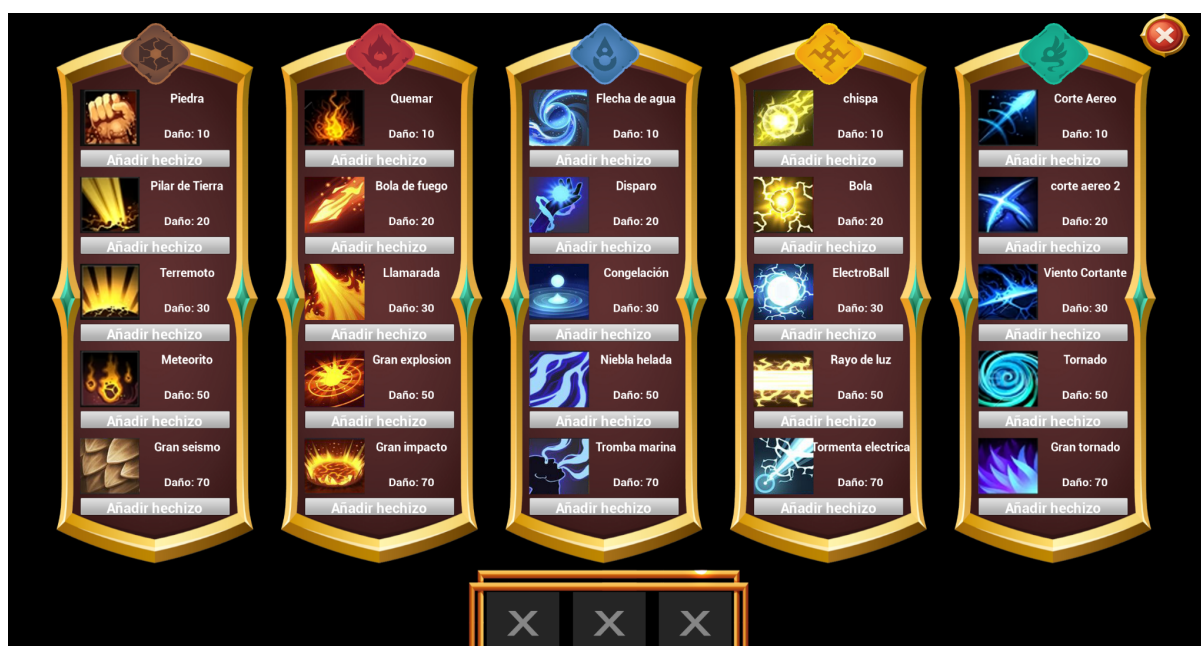 Piedra
Daño: 10
Añadir hechizo
Pilar de Tierra
Daño: 20
Añadir hechizo
Terremoto
Daño: 30
Añadir hechizo
Meteorito
Daño: 50
Añadir hechizo
Gran seismo
Daño: 70
Añadir hechizo
Quemar
Daño: 10
Añadir hechizo
Bola de fuego
Daño: 20
Añadir hechizo
Llamarada
Daño: 30
Añadir hechizo
Gran explosion
Daño: 50
Añadir hechizo
Gran impacto
Daño: 70
Añadir hechizo
Flecha de agua
Daño: 10
Añadir hechizo
Disparo
Daño: 20
Añadir hechizo
Congelación
Daño: 30
Añadir hechizo
Niebla helada
Daño: 50
Añadir hechizo
Tromba marina
Daño: 70
Añadir hechizo
chispa
Daño: 10
Añadir hechizo
Bola
Daño: 20
Añadir hechizo
ElectroBall
Daño: 30
Añadir hechizo
Rayo de luz
Daño: 50
Añadir hechizo
Tormenta electrica
Daño: 70
Añadir hechizo
Corte Aereo
Daño: 10
Añadir hechizo
corte aereo 2
Daño: 20
Añadir hechizo
Viento Cortante
Daño: 30
Añadir hechizo
Tornado
Daño: 50
Añadir hechizo
Gran tornado
Daño: 70
Añadir hechizo